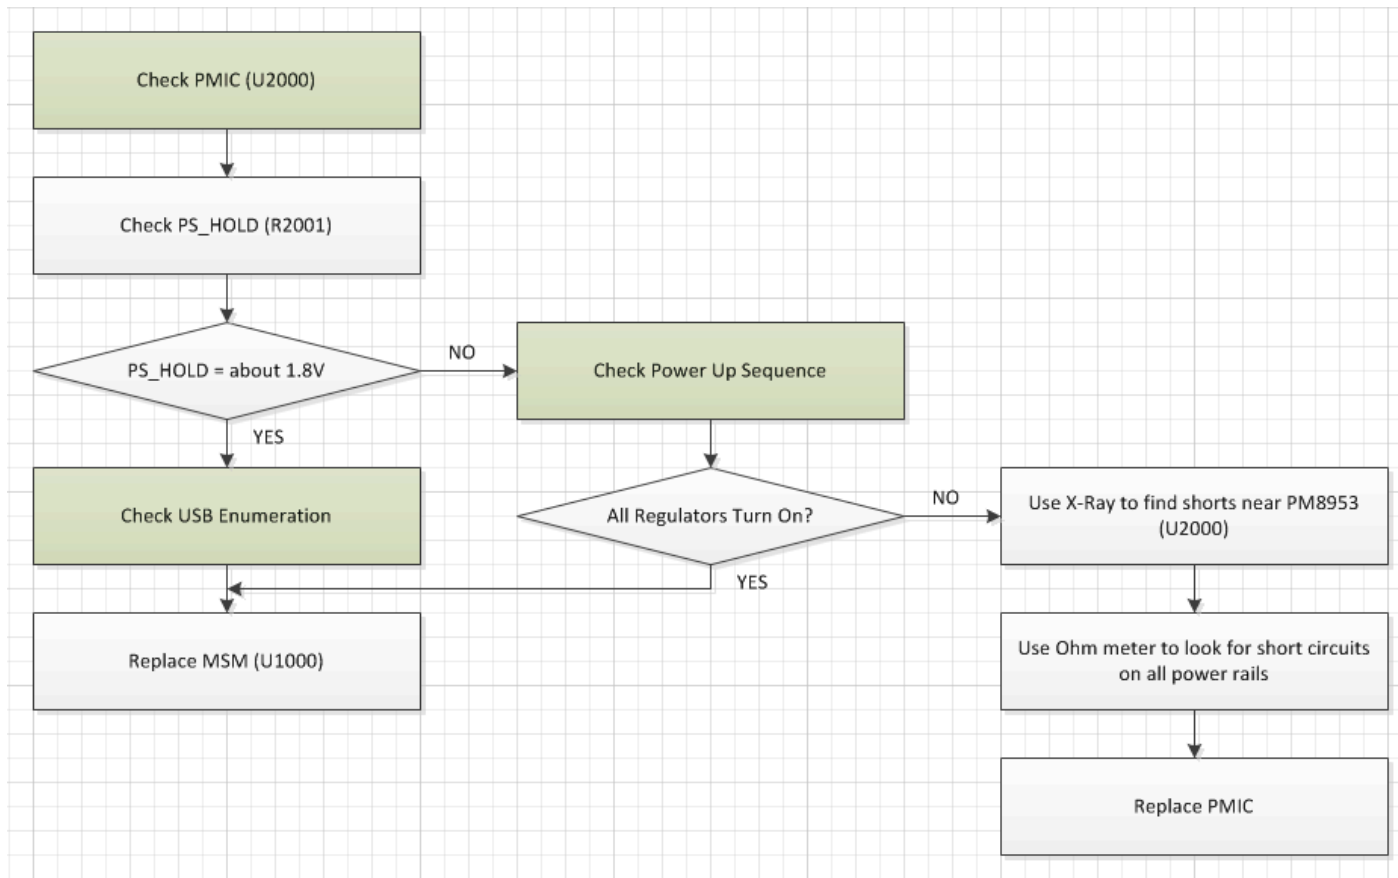 Check PMIC (U2000)
Check PS_HOLD (R2001)
PS_HOLD = about 1.8V
NO
Check Power Up Sequence
YES
Check USB Enumeration
All Regulators Turn On?
NO
Use X-Ray to find shorts near PM8953
(U2000)
YES
Replace MSM (U1000)
Use Ohm meter to look for short circuits
on all power rails
Replace PMIC